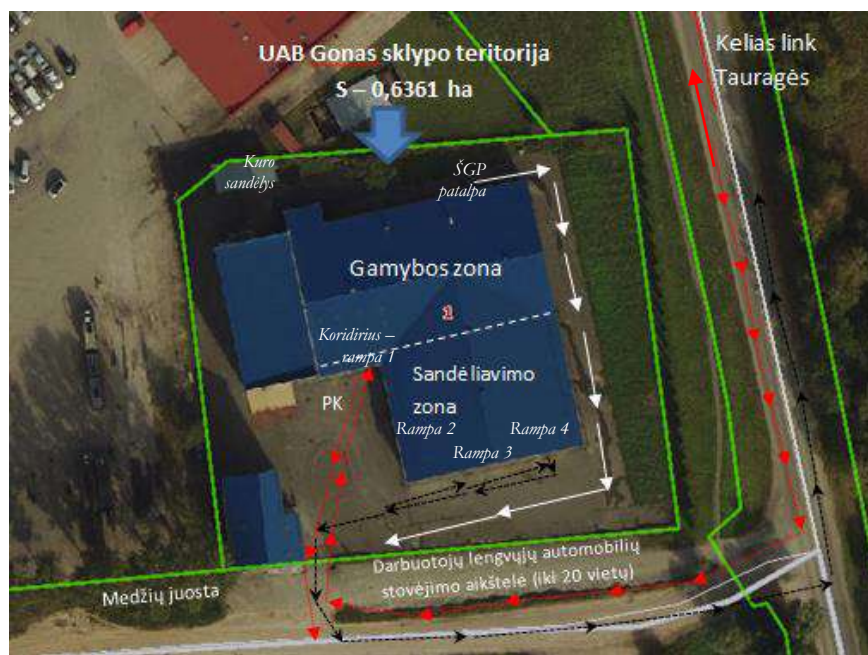 UAB Gonas sklypo teritorija
S – 0,6361 ha
Kelias link
Tauragės
Kuro
sandėlys
ŠGP
patalpa
Gamybos zona
1
Koridirius –
rampa 1
Sandėliavimo
zona
PK
Rampa 2
Rampa 4
Rampa 3
Darbuotojų lengvųjų automobilių
stovėjimo aikštelė (iki 20 vietų)
Medžių juosta